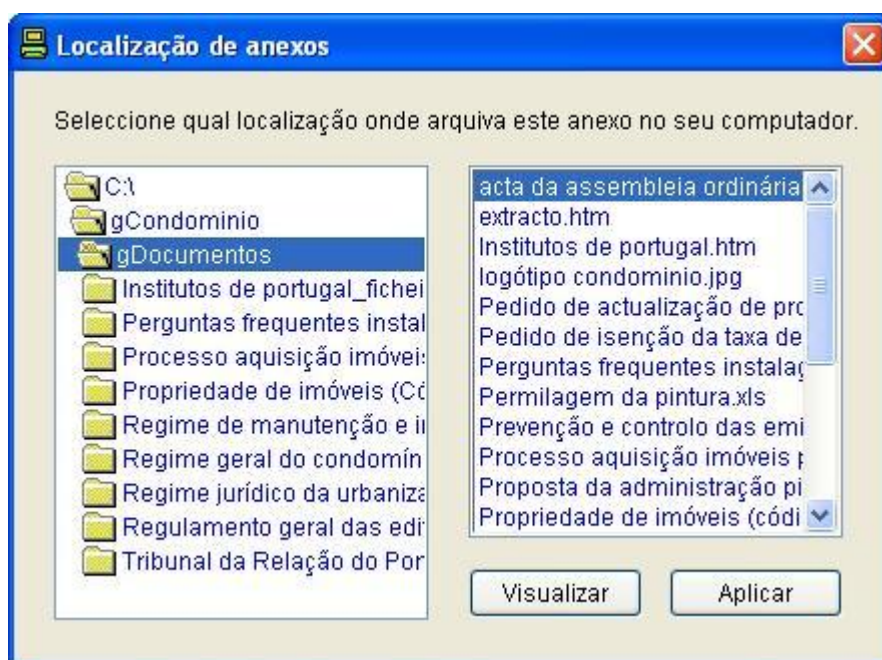 Localização de anexos
Seleccione qual localização onde arquiva este anexo no seu computador.
C:\
gCondominio
gDocumentos
Institutos de portugal_fichei
Perguntas frequentes instal
Processo aquisição imóveis
Propriedade de imóveis (Có
Regime de manutenção e i
Regime geral do condomín
Regime jurídico da urbaniza
Regulamento geral das edi
Tribunal da Relação do Por
acta da assembleia ordinária
extracto.htm
Institutos de portugal.htm
logótipo condominio.jpg
Pedido de actualização de pro
Pedido de isenção da taxa de
Perguntas frequentes instalaç
Permilagem da pintura.xls
Prevenção e controlo das emi
Processo aquisição imóveis p
Proposta da administração pi
Propriedade de imóveis (códi
Visualizar
Aplicar